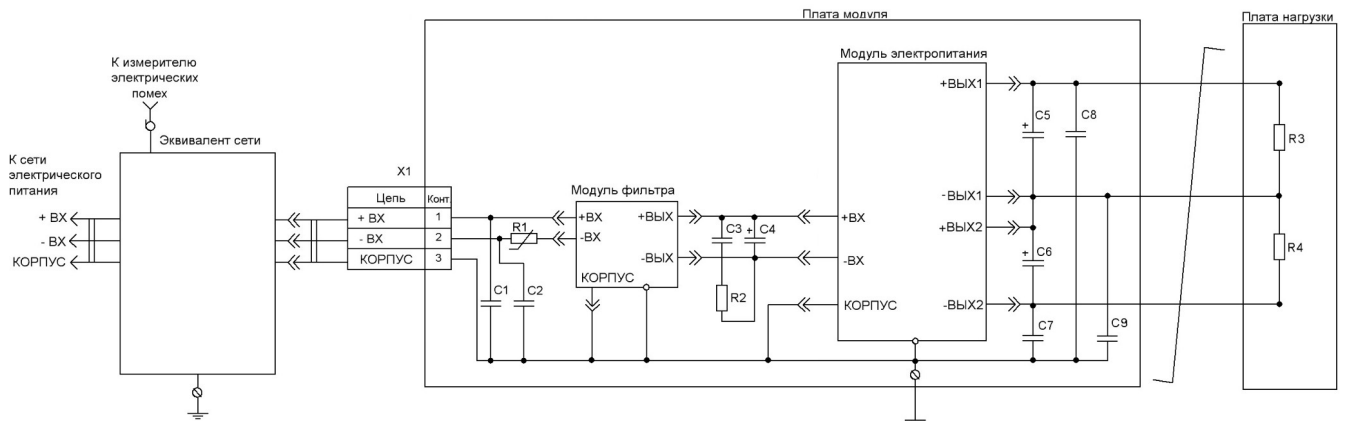 Плата модуля
Плата нагрузки
Модуль электропитания
К измерителю
электрических
помех
Эквивалент сети
К сети
электрического
питания
+ ВХ
- ВХ
КОРПУС
X1
Цепь Конт.
+ ВХ 1
- ВХ 2
КОРПУС 3
R1
C1
C2
Модуль фильтра
+ВХ
-ВХ
+ВЫХ
-ВЫХ
КОРПУС
C3
+
C4
R2
+ВХ
-ВХ
КОРПУС
+ВЫХ1
-ВЫХ1
+ВЫХ2
-ВЫХ2
+
C5
C8
+
C6
C7
C9
R3
R4